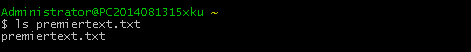 Administrator@PC2014081315xku ~
$ ls premiertext.txt
premiertext.txt